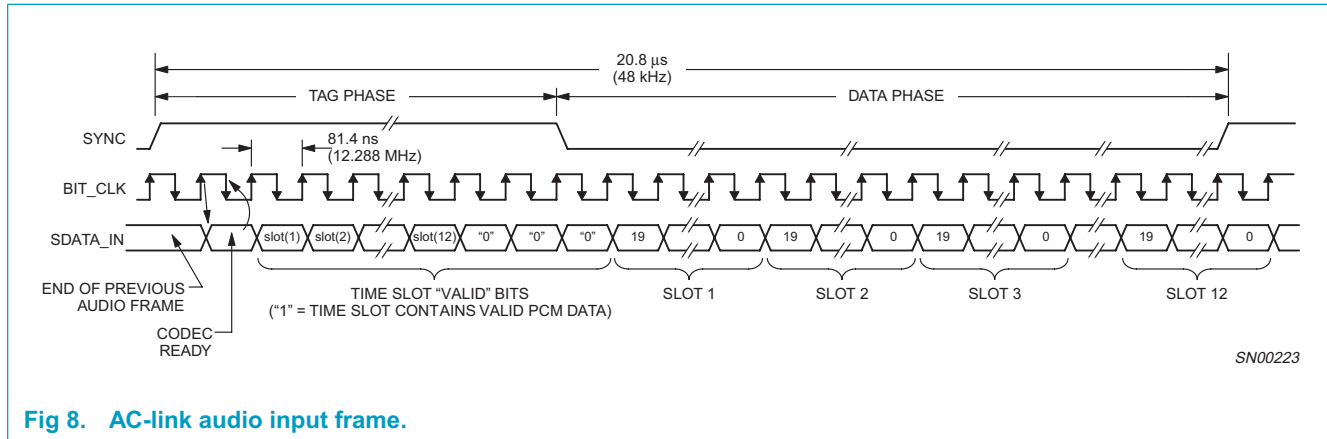 20.8 µs
(48 kHz)
TAG PHASE
DATA PHASE
SYNC
81.4 ns
(12.288 MHz)
BIT_CLK
SDATA_IN
slot(1) slot(2) slot(12) “0” “0” “0” 19 0 19 0 19 0 19 0
END OF PREVIOUS
AUDIO FRAME
CODEC
READY
TIME SLOT “VALID” BITS
(“1” = TIME SLOT CONTAINS VALID PCM DATA)
SLOT 1
SLOT 2
SLOT 3
SLOT 12
SN00223
Fig 8. AC-link audio input frame.